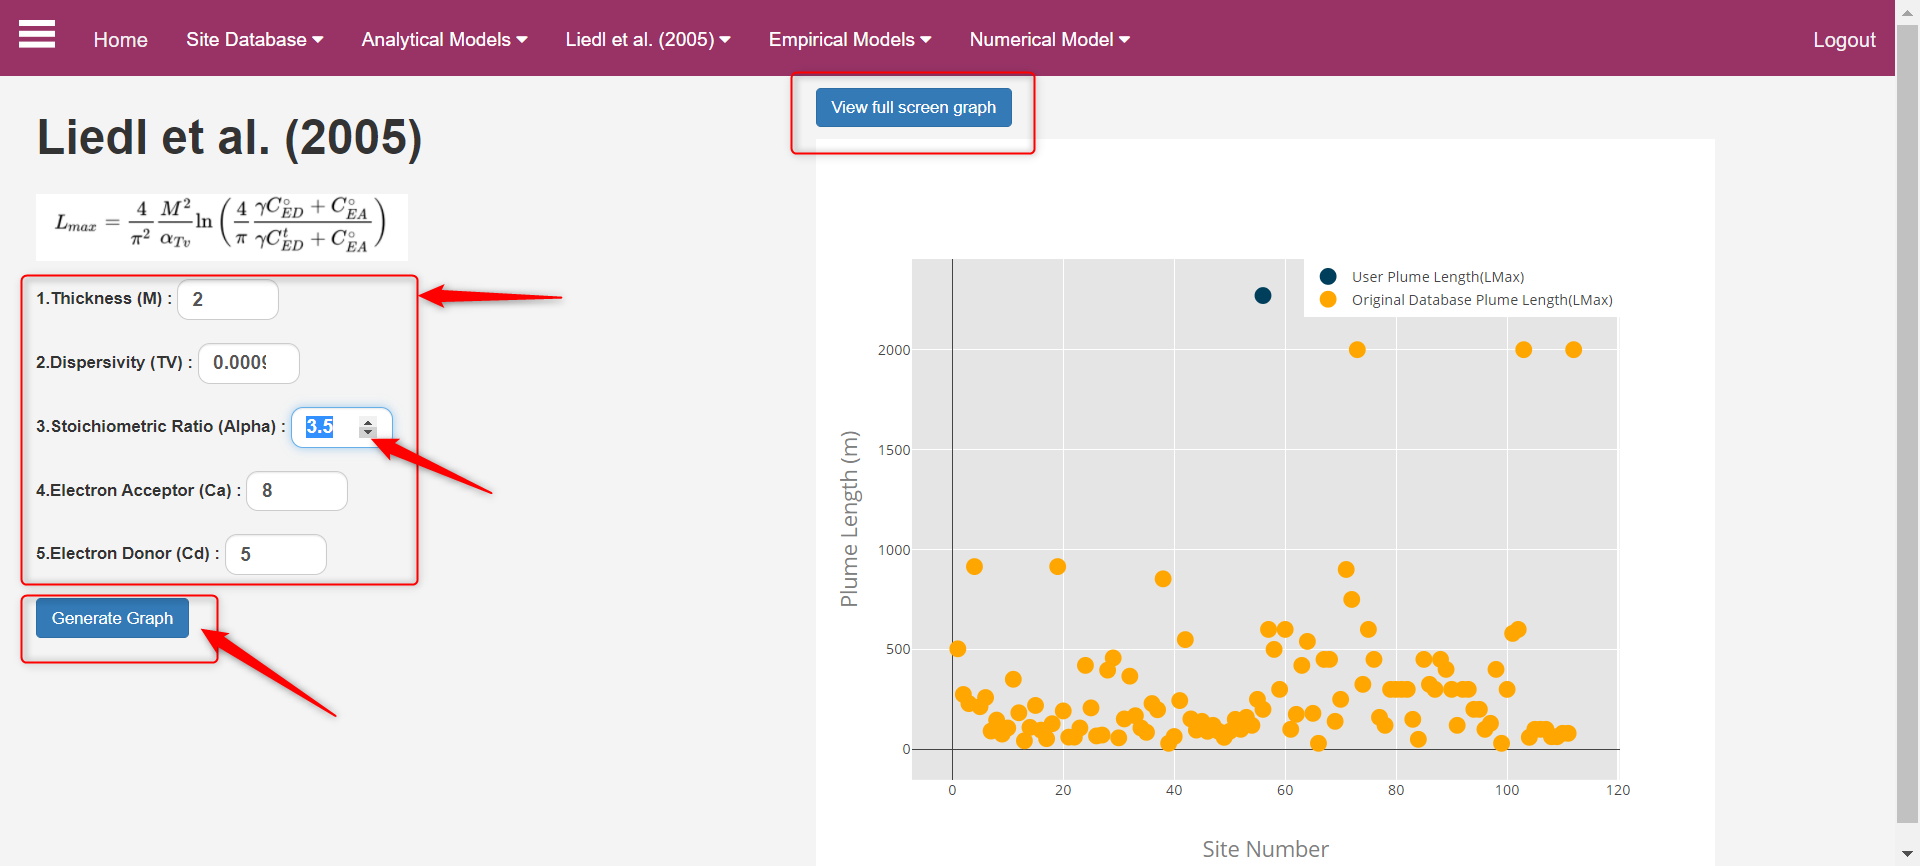 Home Site Database Analytical Models Liedl et al. (2005) Empirical Models Numerical Model Logout
View full screen graph
Liedl et al. (2005)
L_{max} = \frac{4}{\pi^2} \frac{M^2}{\alpha_{Tv}} \ln \left( \frac{4}{\pi} \frac{\gamma C^{\circ}_{ED} + C^{\circ}_{EA}}{\gamma C^{t}_{ED} + C^{\circ}_{EA}} \right)
1.Thickness (M) : 2
2.Dispersivity (TV) : 0.0009
3.Stoichiometric Ratio (Alpha) : 3.5
4.Electron Acceptor (Ca) : 8
5.Electron Donor (Cd) : 5
Generate Graph
User Plume Length(LMax)
Original Database Plume Length(LMax)
Plume Length (m)
2000
1500
1000
500
0
0 20 40 60 80 100 120
Site Number